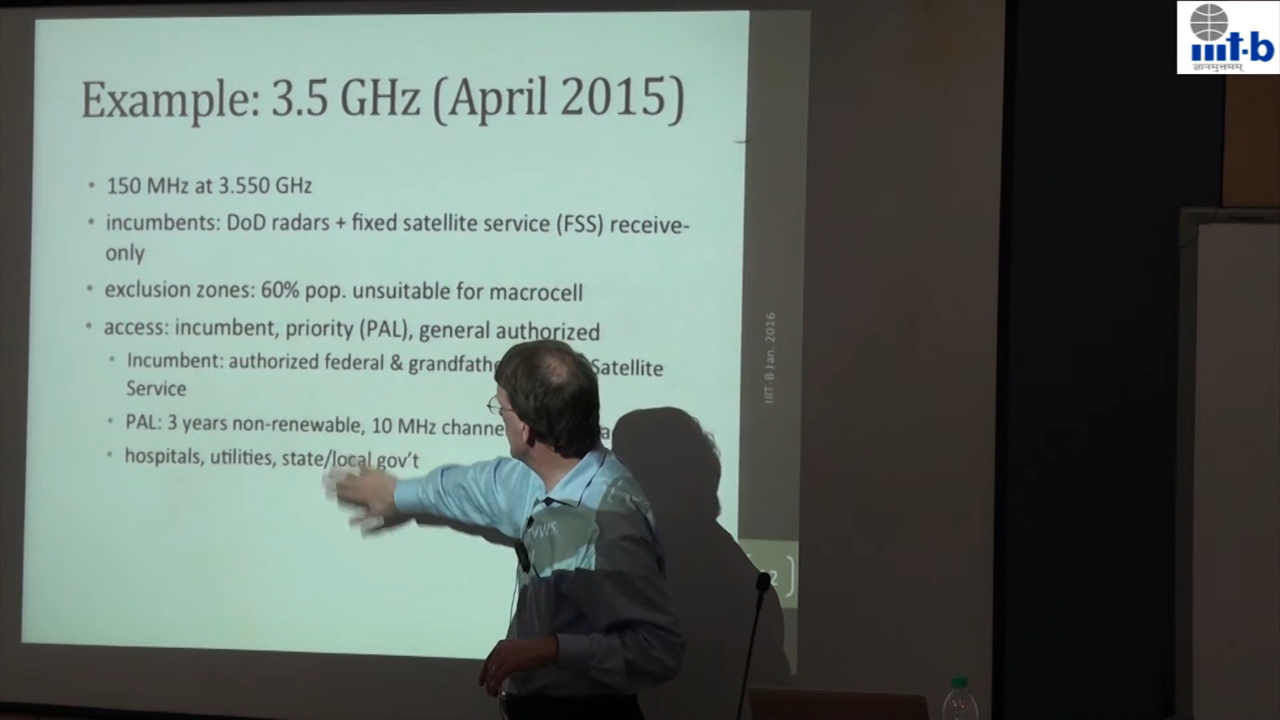 iiit-b
ज्ञानमुत्तमम्
Example: 3.5 GHz (April 2015)
• 150 MHz at 3.550 GHz
• incumbents: DoD radars + fixed satellite service (FSS) receive-
only
• exclusion zones: 60% pop. unsuitable for macrocell
• access: incumbent, priority (PAL), general authorized
• Incumbent: authorized federal & Satellite
Service
• PAL: 3 years non-renewable, 10 MHz
• hospitals, utilities, state/local gov't
IIIT-B Jan. 2016